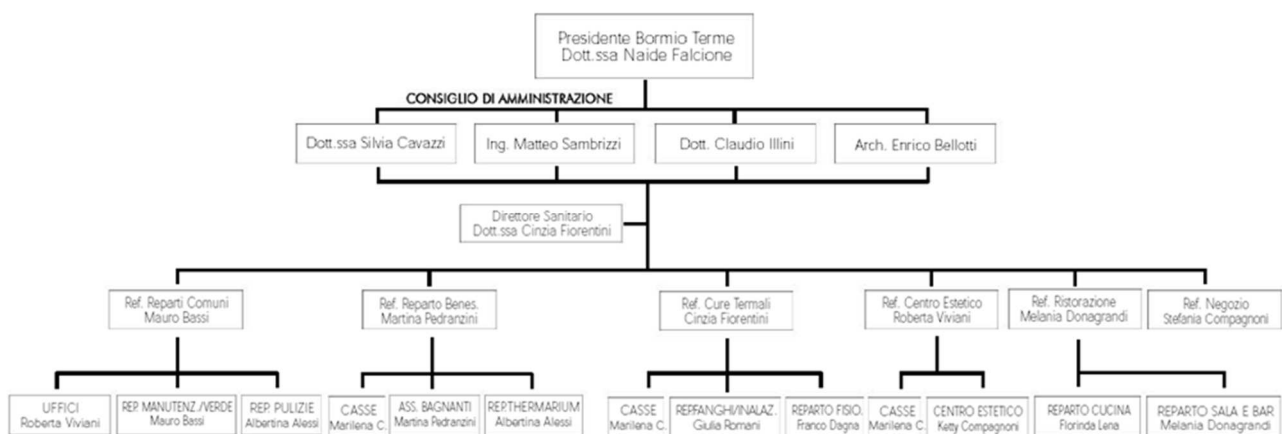 Presidente Bormio Terme
Dott.ssa Naide Falcione
CONSIGLIO DI AMMINISTRAZIONE
Dott.ssa Silvia Cavazzi
Ing. Matteo Sambrizzi
Dott. Claudio Illini
Arch. Enrico Bellotti
Direttore Sanitario
Dott.ssa Cinzia Fiorentini
Ref. Reparti Comuni
Mauro Bassi
Ref. Reparto Benes.
Martina Pedranzini
Ref. Cure Termali
Cinzia Fiorentini
Ref. Centro Estetico
Roberta Viviani
Ref. Ristorazione
Melania Donagrandi
Ref. Negozio
Stefania Compagnoni
UFFICI
Roberta Viviani
REP. MANUTENZ./VERDE
Mauro Bassi
REP. PULIZIE
Albertina Alessi
CASSE
Marilena C.
ASS. BAGNANTI
Martina Pedranzini
REP.THERMARIUM
Albertina Alessi
CASSE
Marilena C.
REP.FANGHI/INALAZ.
Giulia Romani
REPARTO FISIO.
Franco Dagna
CASSE
Marilena C.
CENTRO ESTETICO
Ketty Compagnoni
REPARTO CUCINA
Florinda Lena
REPARTO SALA E BAR
Melania Donagrandi